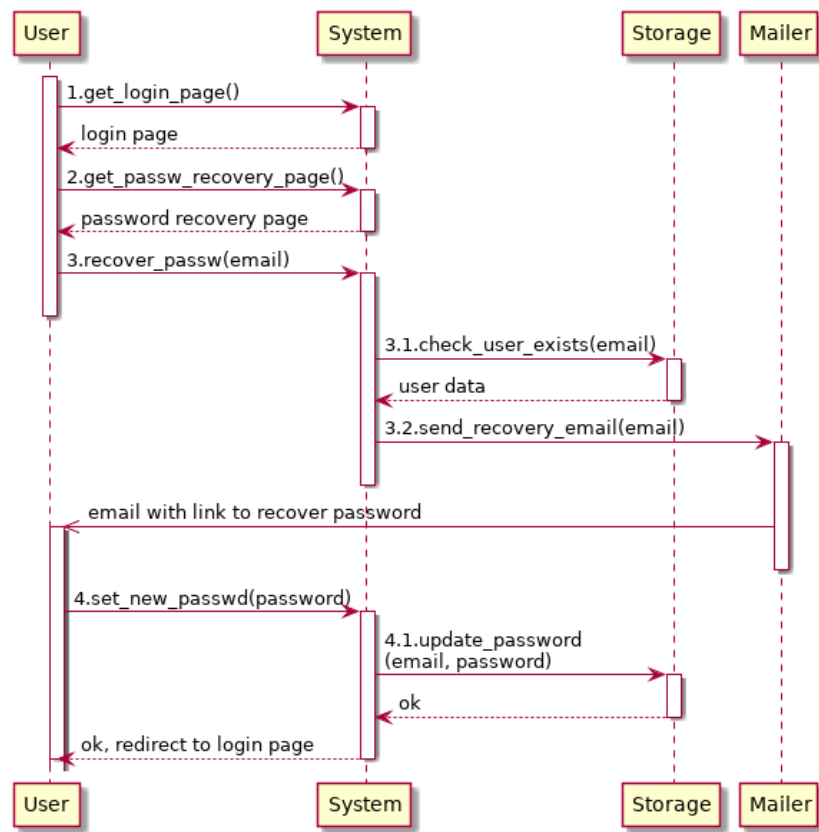 User System Storage Mailer
1.get_login_page()
login page
2.get_passw_recovery_page()
password recovery page
3.recover_passw(email)
3.1.check_user_exists(email)
user data
3.2.send_recovery_email(email)
email with link to recover password
4.set_new_passwd(password)
4.1.update_password
(email, password)
ok
ok, redirect to login page
User System Storage Mailer